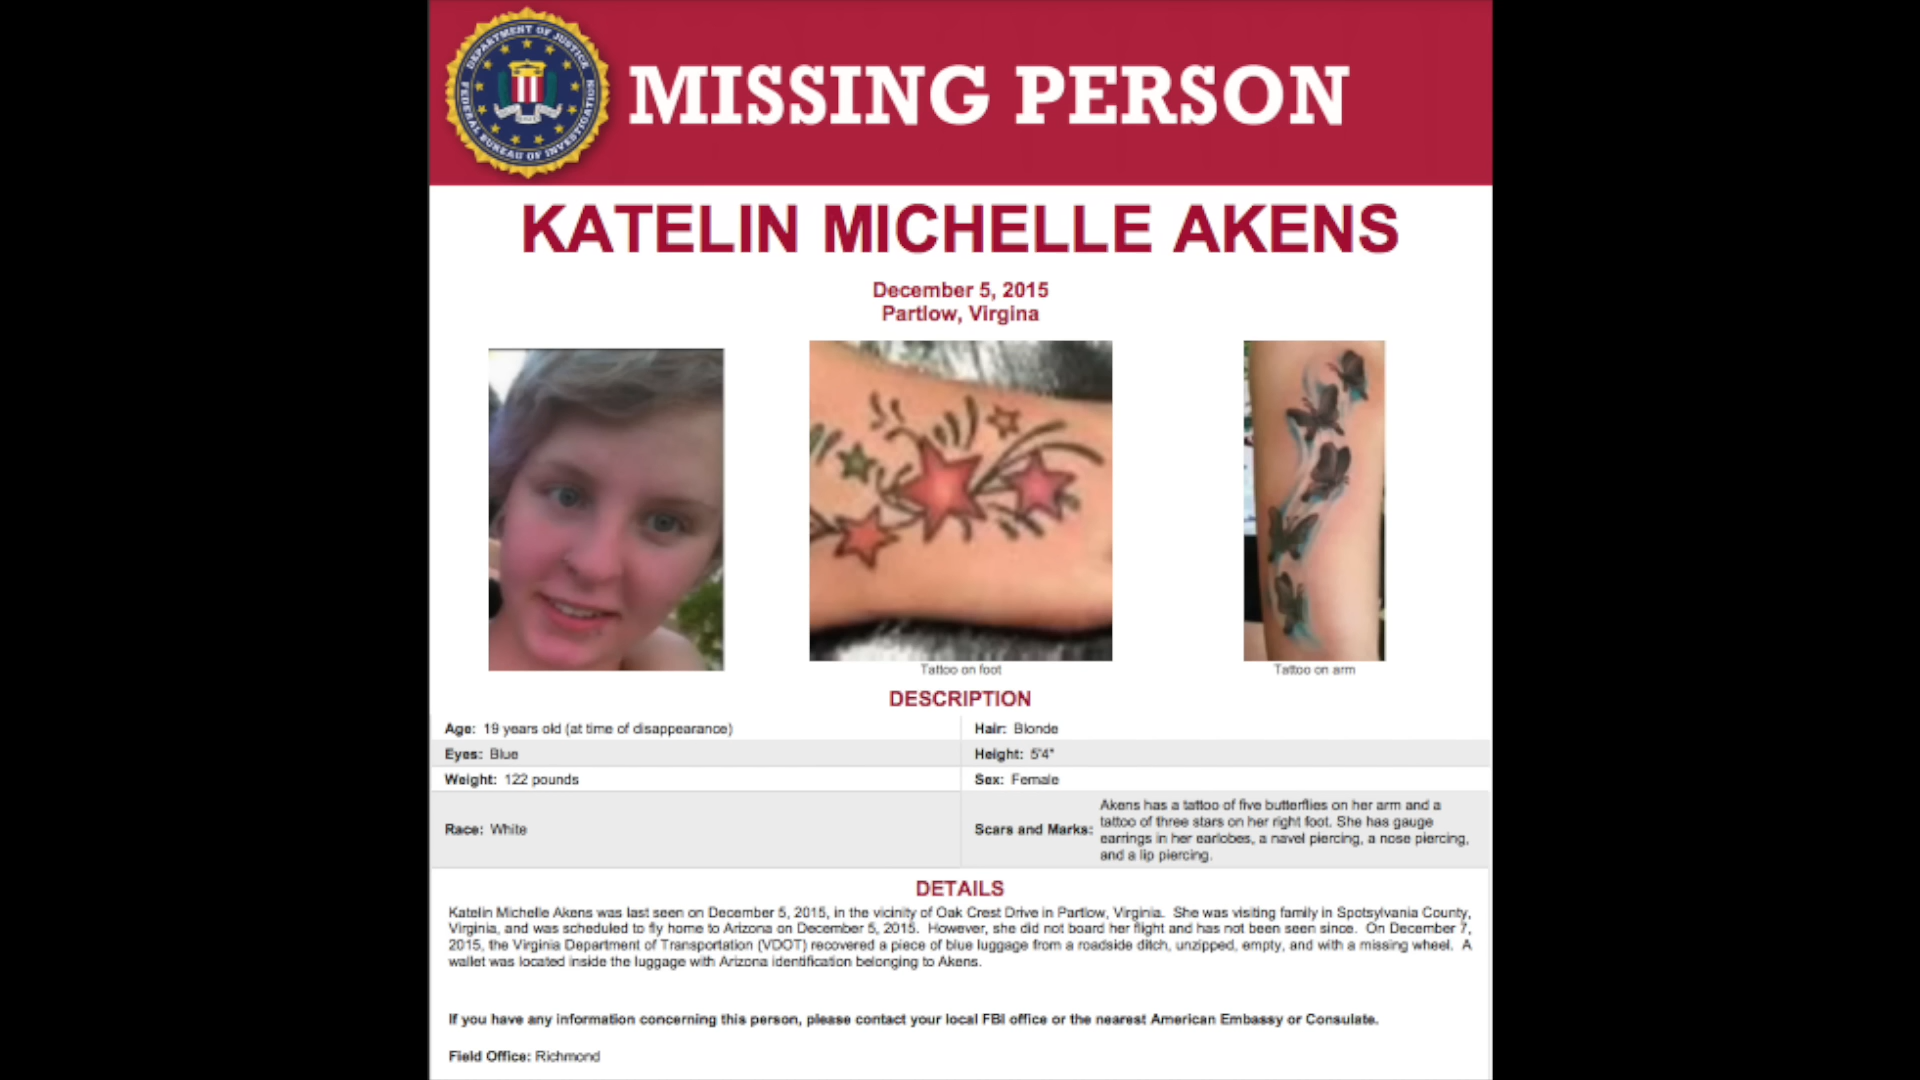 DEPARTMENT OF JUSTICE
FEDERAL BUREAU OF INVESTIGATION
MISSING PERSON
KATELIN MICHELLE AKENS
December 5, 2015
Partlow, Virgina
Tattoo on foot
Tattoo on arm
DESCRIPTION
Age: 19 years old (at time of disappearance)
Hair: Blonde
Eyes: Blue
Height: 5'4"
Weight: 122 pounds
Sex: Female
Race: White
Scars and Marks: Akens has a tattoo of five butterflies on her arm and a
tattoo of three stars on her right foot. She has gauge
earrings in her earlobes, a navel piercing, a nose piercing,
and a lip piercing.
DETAILS
Katelin Michelle Akens was last seen on December 5, 2015, in the vicinity of Oak Crest Drive in Partlow, Virginia. She was visiting family in Spotsylvania County,
Virginia, and was scheduled to fly home to Arizona on December 5, 2015. However, she did not board her flight and has not been seen since. On December 7,
2015, the Virginia Department of Transportation (VDOT) recovered a piece of blue luggage from a roadside ditch, unzipped, empty, and with a missing wheel. A
wallet was located inside the luggage with Arizona identification belonging to Akens.
If you have any information concerning this person, please contact your local FBI office or the nearest American Embassy or Consulate.
Field Office: Richmond